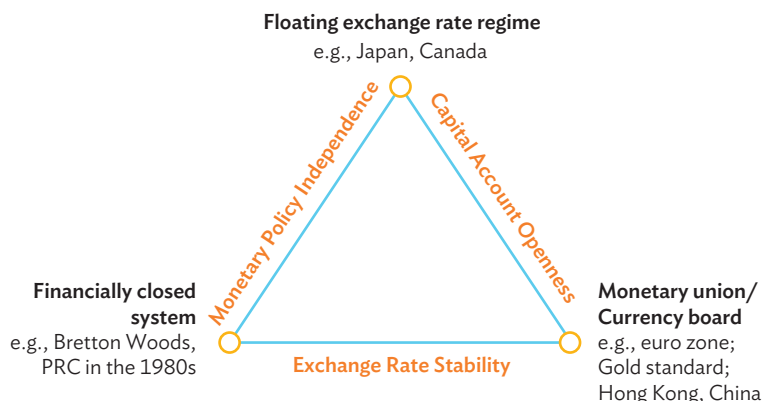 Floating exchange rate regime
e.g., Japan, Canada
Monetary Policy Independence
Capital Account Openness
Financially closed
system
e.g., Bretton Woods,
PRC in the 1980s
Monetary union/
Currency board
e.g., euro zone;
Gold standard;
Hong Kong, China
Exchange Rate Stability